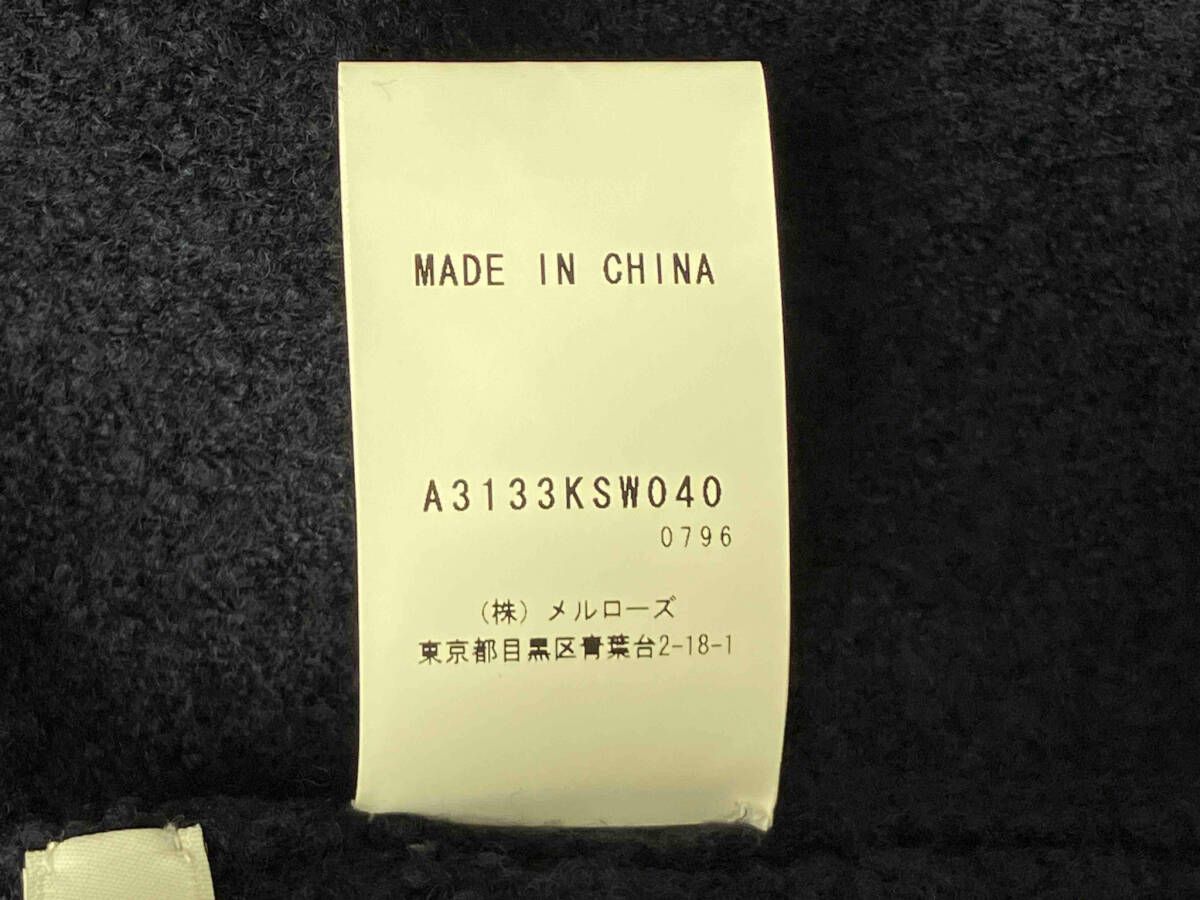 MADE IN CHINA
A3133KSW040
0796
(株) メルローズ
東京都目黒区青葉台2-18-1